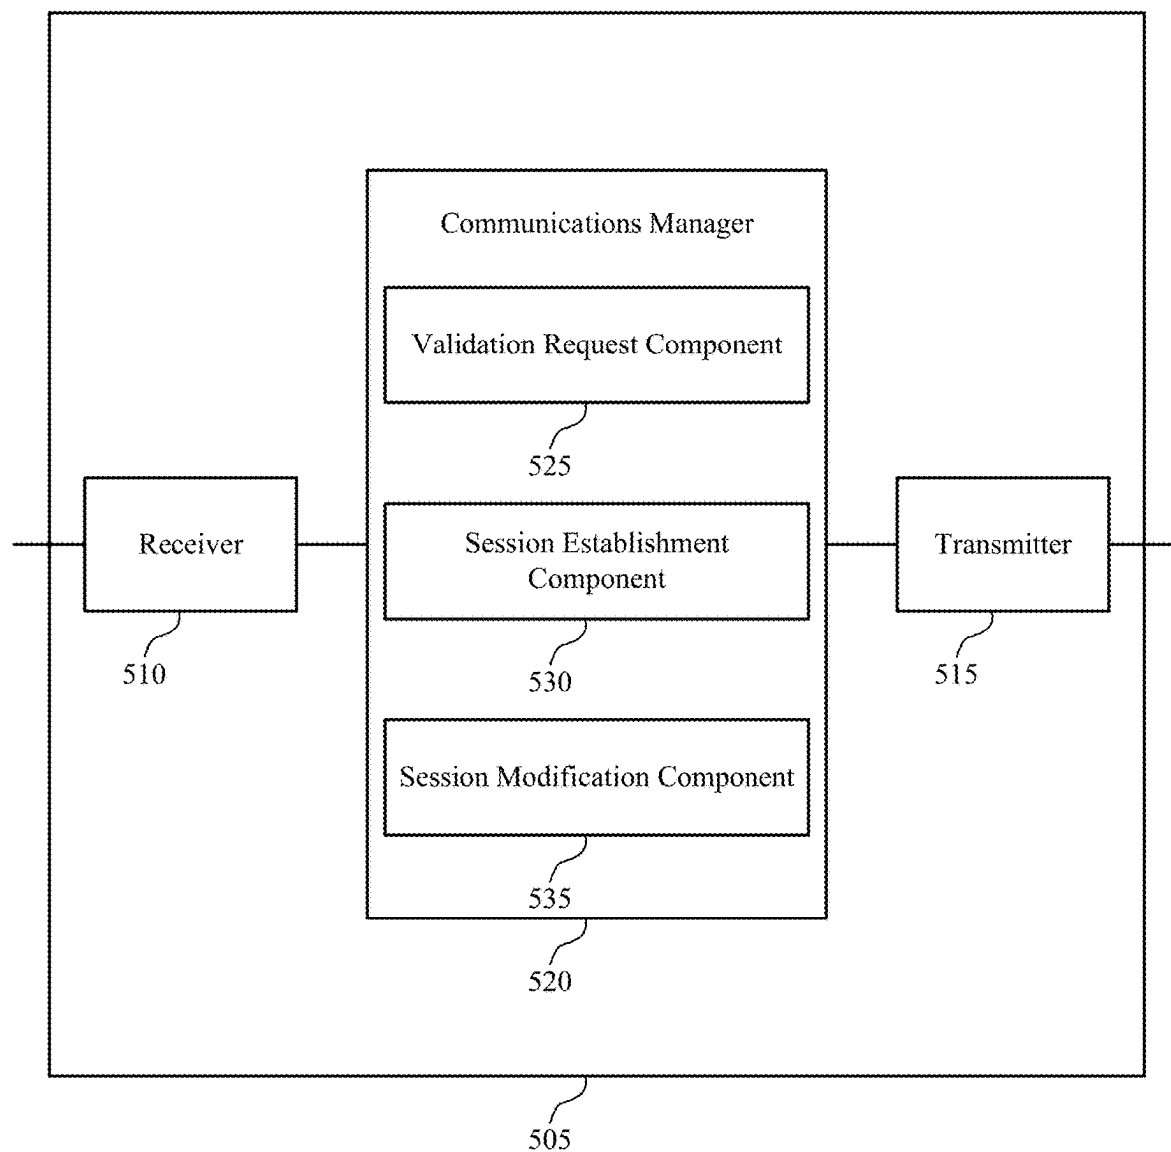 Communications Manager
Validation Request Component
525
Receiver
510
Session Establishment
Component
530
Transmitter
515
Session Modification Component
535
520
505